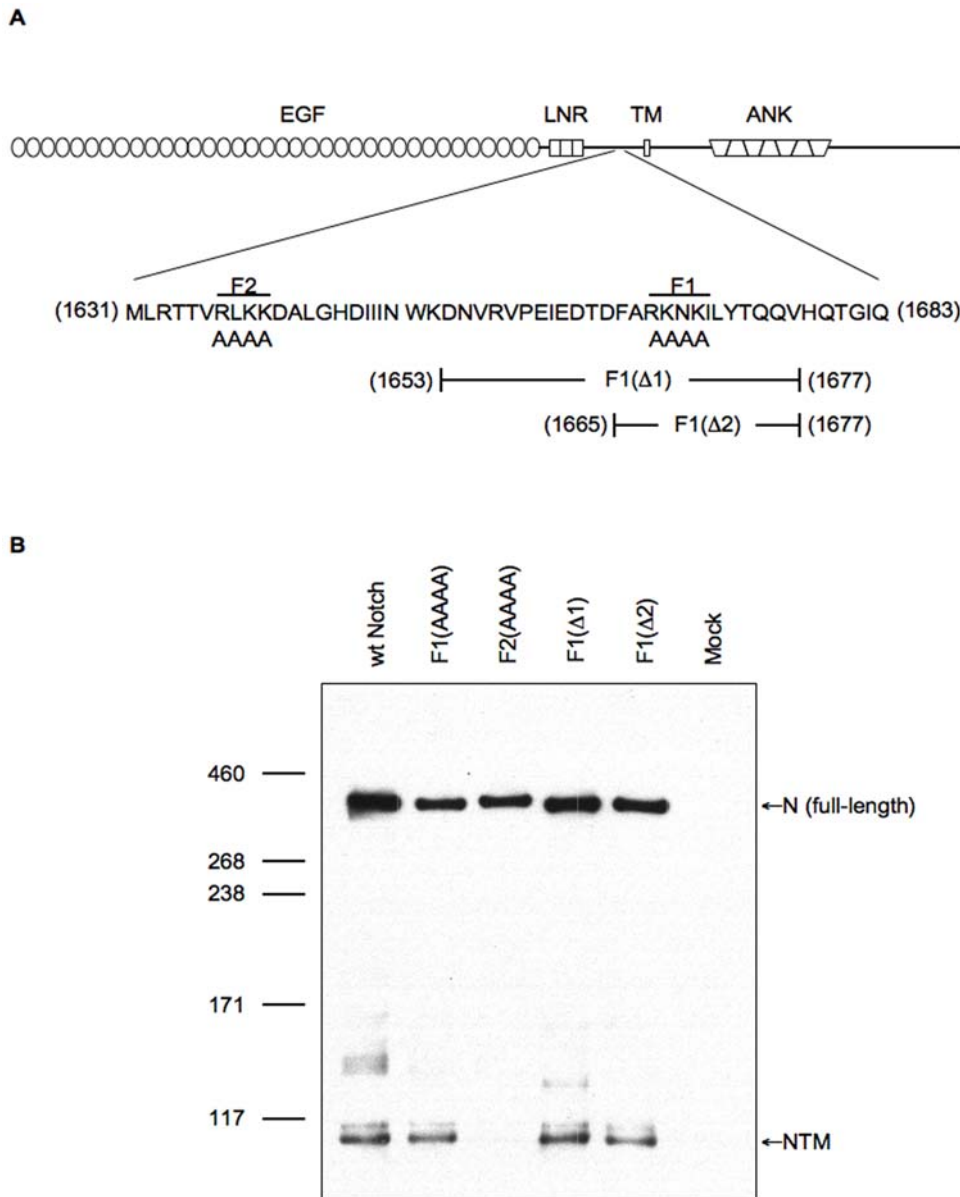 A
EGF LNR TM ANK
F2 F1
(1631) MLRTTVRLKKDALGHDIIIN WKDNVRVPEIEDTDFARKNKILYTQQVHQTGIQ (1683)
AAAA AAAA
(1653) F1(Δ1) (1677)
(1665) F1(Δ2) (1677)
B
wt Notch
F1(AAAA)
F2(AAAA)
F1(Δ1)
F1(Δ2)
Mock
460
←N (full-length)
268
238
171
117
←NTM